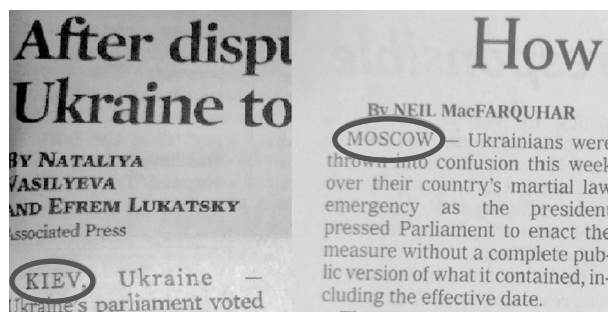 After dispu
Ukraine to
BY NATALIYA
VASILYEVA
AND EFREM LUKATSKY
Associated Press
KIEV, Ukraine —
Ukraine's parliament voted
How
By NEIL MacFARQUHAR
MOSCOW — Ukrainians were
thrown into confusion this week
over their country's martial law
emergency as the president
pressed Parliament to enact the
measure without a complete pub-
lic version of what it contained, in-
cluding the effective date.